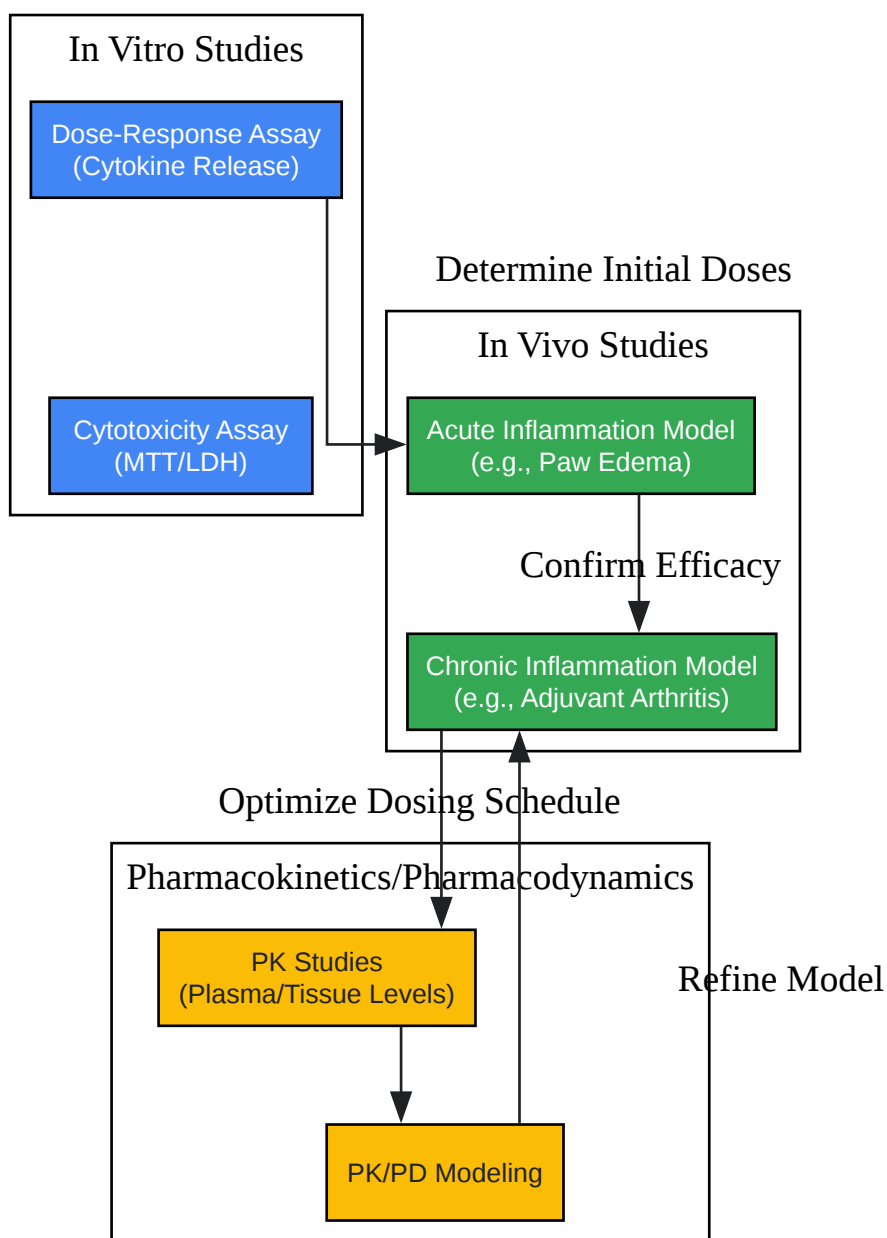 In Vitro Studies
Dose-Response Assay
(Cytokine Release)
Determine Initial Doses
In Vivo Studies
Cytotoxicity Assay
(MTT/LDH)
Acute Inflammation Model
(e.g., Paw Edema)
Confirm Efficacy
Chronic Inflammation Model
(e.g., Adjuvant Arthritis)
Optimize Dosing Schedule
Pharmacokinetics/Pharmacodynamics
PK Studies
(Plasma/Tissue Levels)
Refine Model
PK/PD Modeling